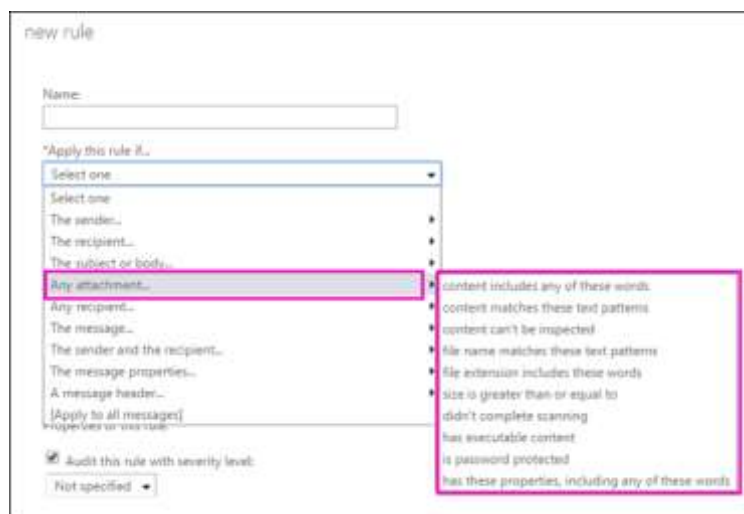 new rule
Name:
*Apply this rule if...
Select one
Select one
The sender...
The recipient...
The subject or body...
Any attachment...
content includes any of these words
Any recipient...
content matches these text patterns
The message...
content can't be inspected
The sender and the recipient...
file name matches these text patterns
The message properties...
file extension includes these words
A message header...
size is greater than or equal to
[Apply to all messages]
didn't complete scanning
Properties of this rule:
has executable content
Audit this rule with severity level:
is password protected
Not specified
has these properties, including any of these words